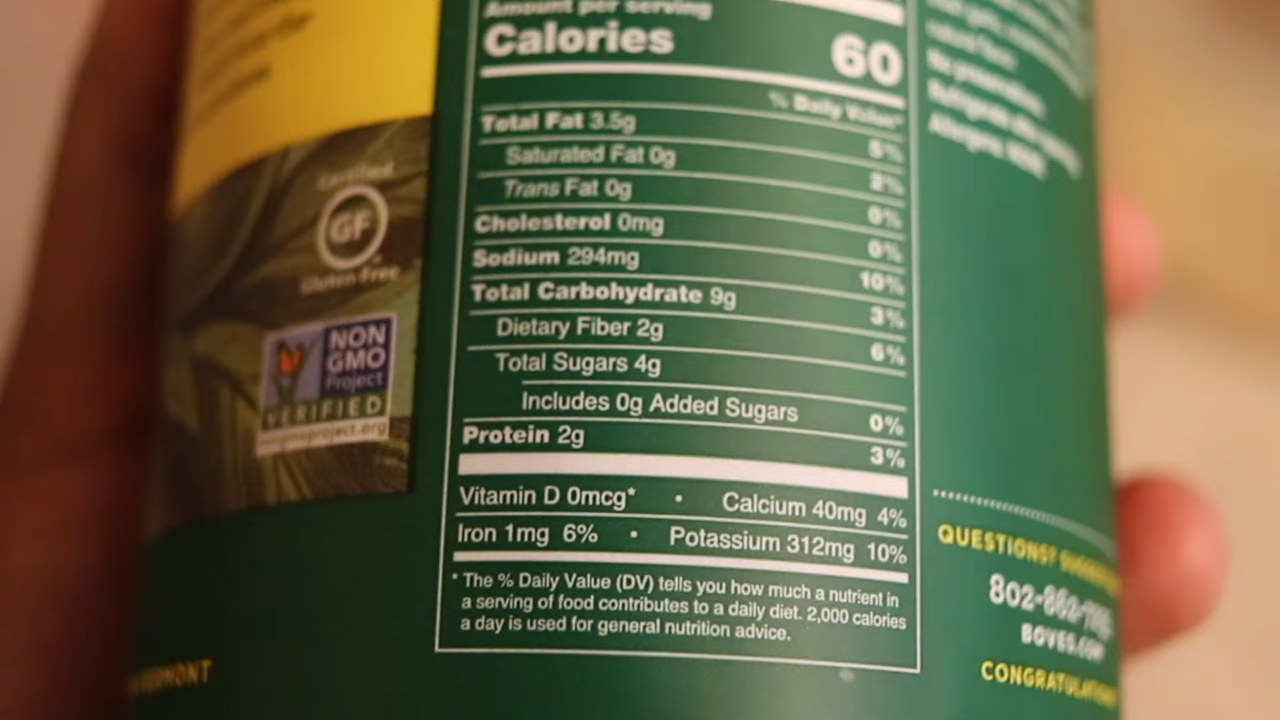 Amount per serving
Calories 60
% Daily Value*
Total Fat 3.5g 5%
Saturated Fat 0g 2%
Trans Fat 0g
Cholesterol 0mg 0%
Sodium 294mg 0%
Total Carbohydrate 9g 10%
Dietary Fiber 2g 3%
Total Sugars 4g 6%
Includes 0g Added Sugars 0%
Protein 2g 3%
Vitamin D 0mcg* • Calcium 40mg 4%
Iron 1mg 6% • Potassium 312mg 10%
* The % Daily Value (DV) tells you how much a nutrient in
a serving of food contributes to a daily diet. 2,000 calories
a day is used for general nutrition advice.
Certified
GF
Gluten-Free
NON
GMO
Project
VERIFIED
nongmoproject.org
VERMONT
No preservatives.
QUESTIONS?
802-862-
BOVES.COM